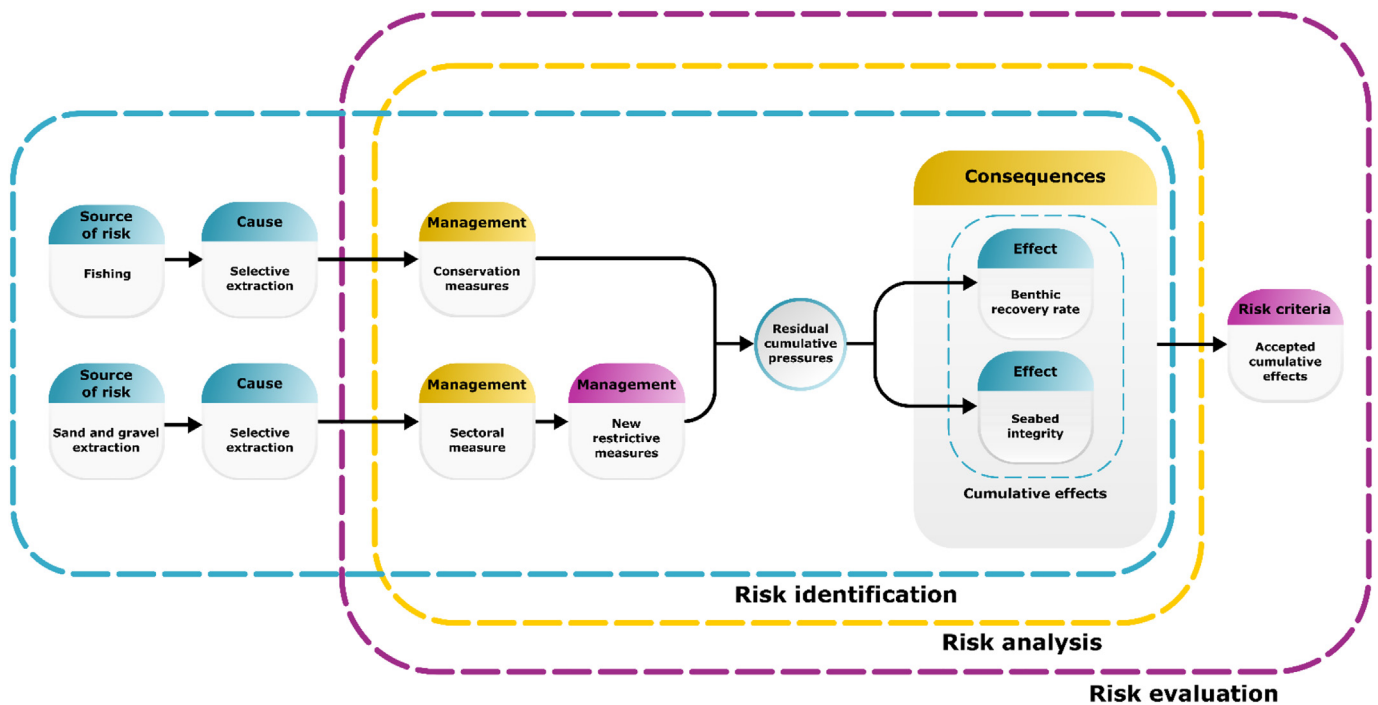 Source
of risk
Fishing
Cause
Selective
extraction
Management
Conservation
measures
Source
of risk
Sand and gravel
extraction
Cause
Selective
extraction
Management
Sectoral
measure
Management
New
restrictive
measures
Residual
cumulative
pressures
Consequences
Effect
Benthic
recovery rate
Effect
Seabed
integrity
Cumulative effects
Risk criteria
Accepted
cumulative
effects
Risk identification
Risk analysis
Risk evaluation